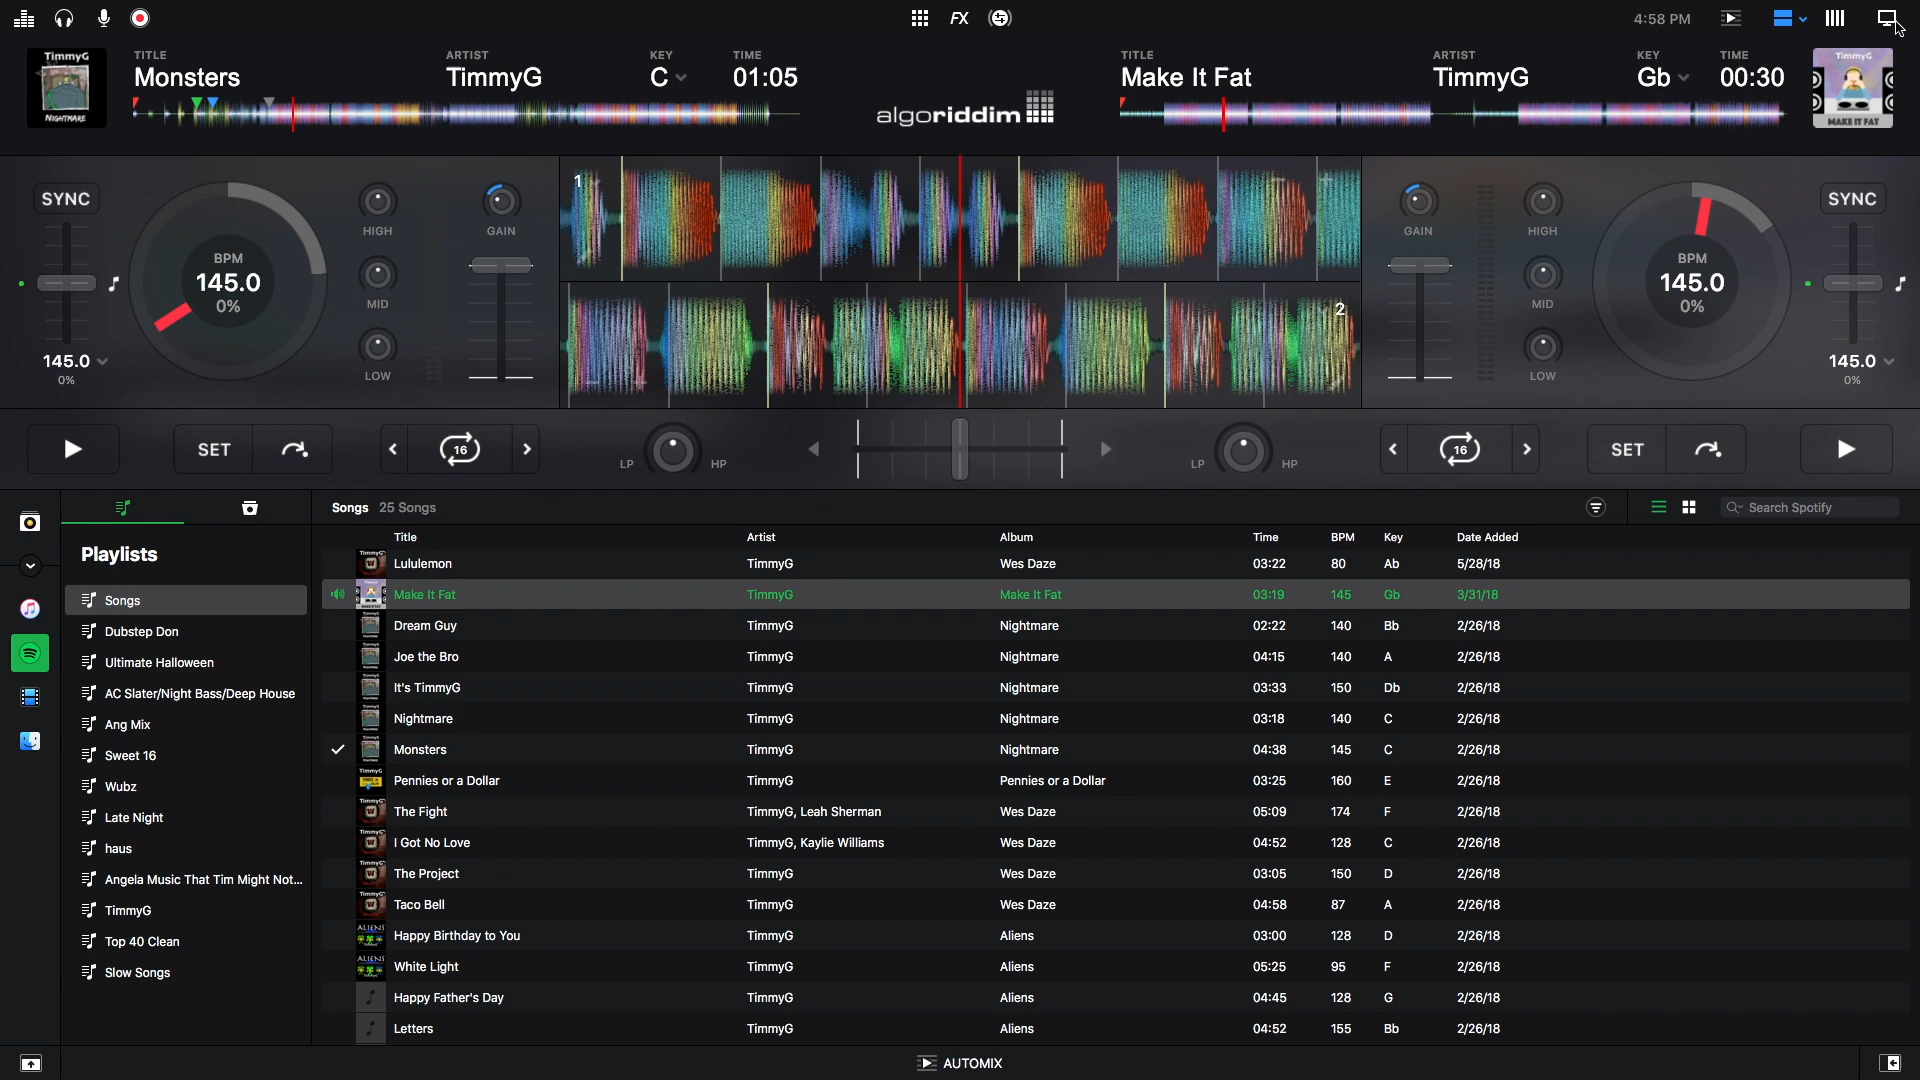 FX
4:58 PM
TITLE ARTIST KEY TIME
Monsters TimmyG C 01:05
TITLE ARTIST KEY TIME
Make It Fat TimmyG Gb 00:30
TimmyG
NIGHTMARE
TimmyG
MAKE IT FAT
algoriddim
SYNC
BPM
145.0
0%
145.0
0%
HIGH
MID
LOW
GAIN
1
2
GAIN
HIGH
MID
LOW
BPM
145.0
0%
SYNC
145.0
0%
SET
16
LP HP
LP HP
16
SET
Songs 25 Songs
Search Spotify
Playlists
Songs
Dubstep Don
Ultimate Halloween
AC Slater/Night Bass/Deep House
Ang Mix
Sweet 16
Wubz
Late Night
haus
Angela Music That Tim Might Not...
TimmyG
Top 40 Clean
Slow Songs
Title Artist Album Time BPM Key Date Added
Lululemon TimmyG Wes Daze 03:22 80 Ab 5/28/18
Make It Fat TimmyG Make It Fat 03:19 145 Gb 3/31/18
Dream Guy TimmyG Nightmare 02:22 140 Bb 2/26/18
Joe the Bro TimmyG Nightmare 04:15 140 A 2/26/18
It's TimmyG TimmyG Nightmare 03:33 150 Db 2/26/18
Nightmare TimmyG Nightmare 03:18 140 C 2/26/18
Monsters TimmyG Nightmare 04:38 145 C 2/26/18
Pennies or a Dollar TimmyG Pennies or a Dollar 03:25 160 E 2/26/18
The Fight TimmyG, Leah Sherman Wes Daze 05:09 174 F 2/26/18
I Got No Love TimmyG, Kaylie Williams Wes Daze 04:52 128 C 2/26/18
The Project TimmyG Wes Daze 03:05 150 D 2/26/18
Taco Bell TimmyG Wes Daze 04:58 87 A 2/26/18
Happy Birthday to You TimmyG Aliens 03:00 128 D 2/26/18
White Light TimmyG Aliens 05:25 95 F 2/26/18
Happy Father's Day TimmyG Aliens 04:45 128 G 2/26/18
Letters TimmyG Aliens 04:52 155 Bb 2/26/18
AUTOMIX